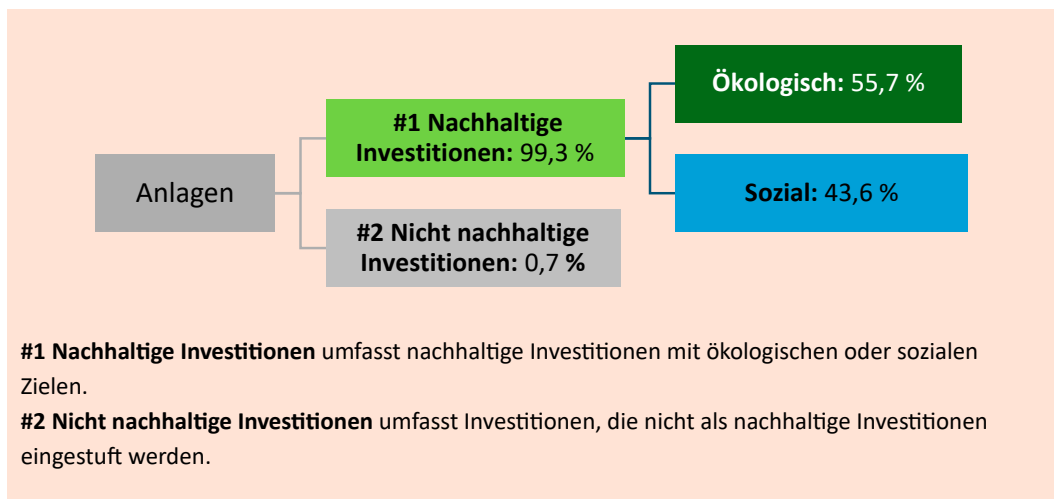 Ökologisch: 55,7 %
#1 Nachhaltige
Investitionen: 99,3 %
Anlagen
Sozial: 43,6 %
#2 Nicht nachhaltige
Investitionen: 0,7 %
#1 Nachhaltige Investitionen umfasst nachhaltige Investitionen mit ökologischen oder sozialen
Zielen.
#2 Nicht nachhaltige Investitionen umfasst Investitionen, die nicht als nachhaltige Investitionen
eingestuft werden.